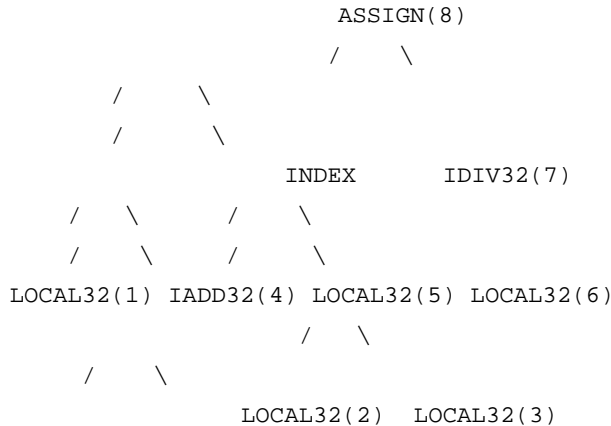 ASSIGN(8)
/ \
/ \
/ \
INDEX IDIV32(7)
/ \ / \
/ \ / \
LOCAL32(1) IADD32(4) LOCAL32(5) LOCAL32(6)
/ \
/ \
LOCAL32(2) LOCAL32(3)